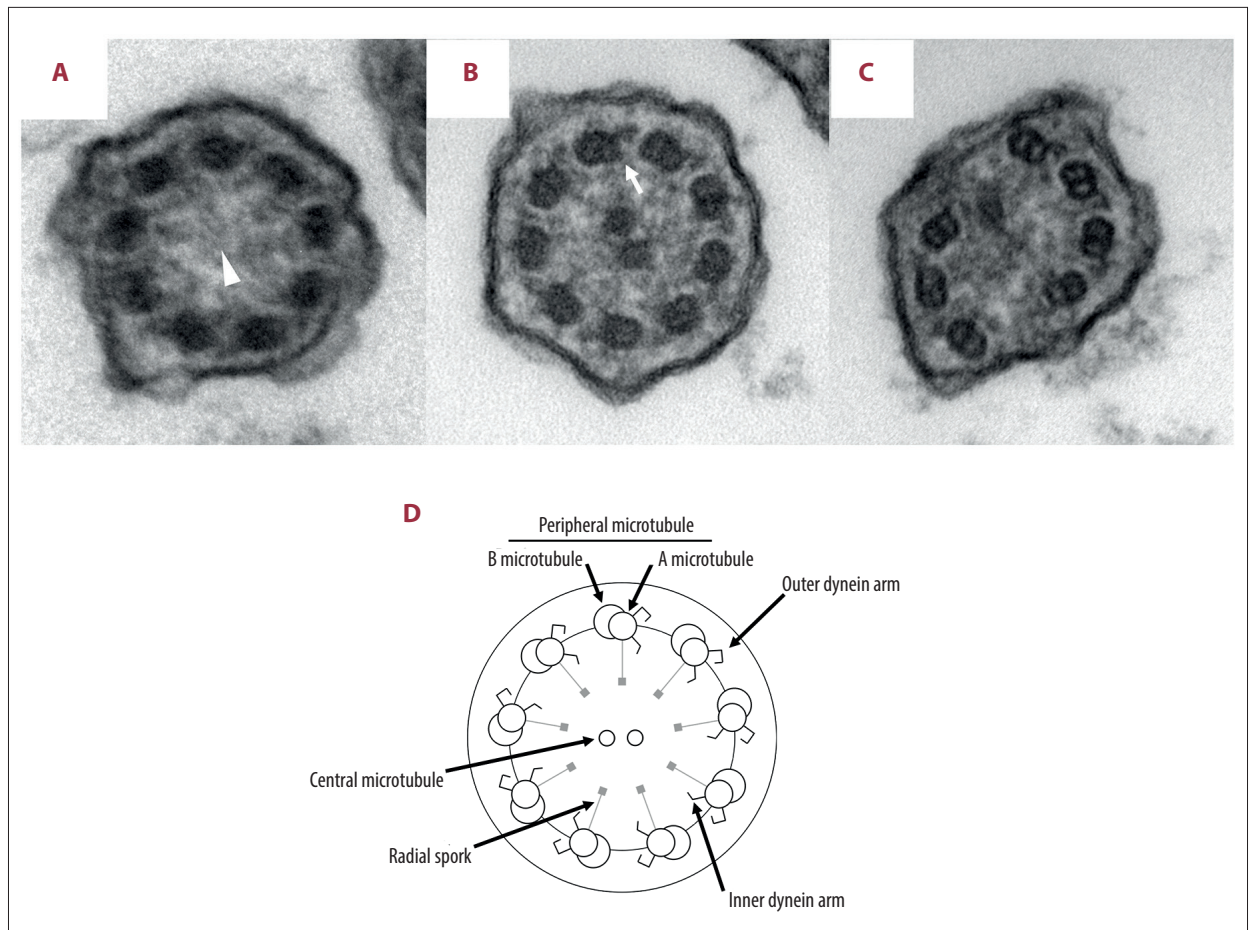 A
B
C
D
Peripheral microtubule
B microtubule
A microtubule
Outer dynein arm
Central microtubule
Radial spork
Inner dynein arm